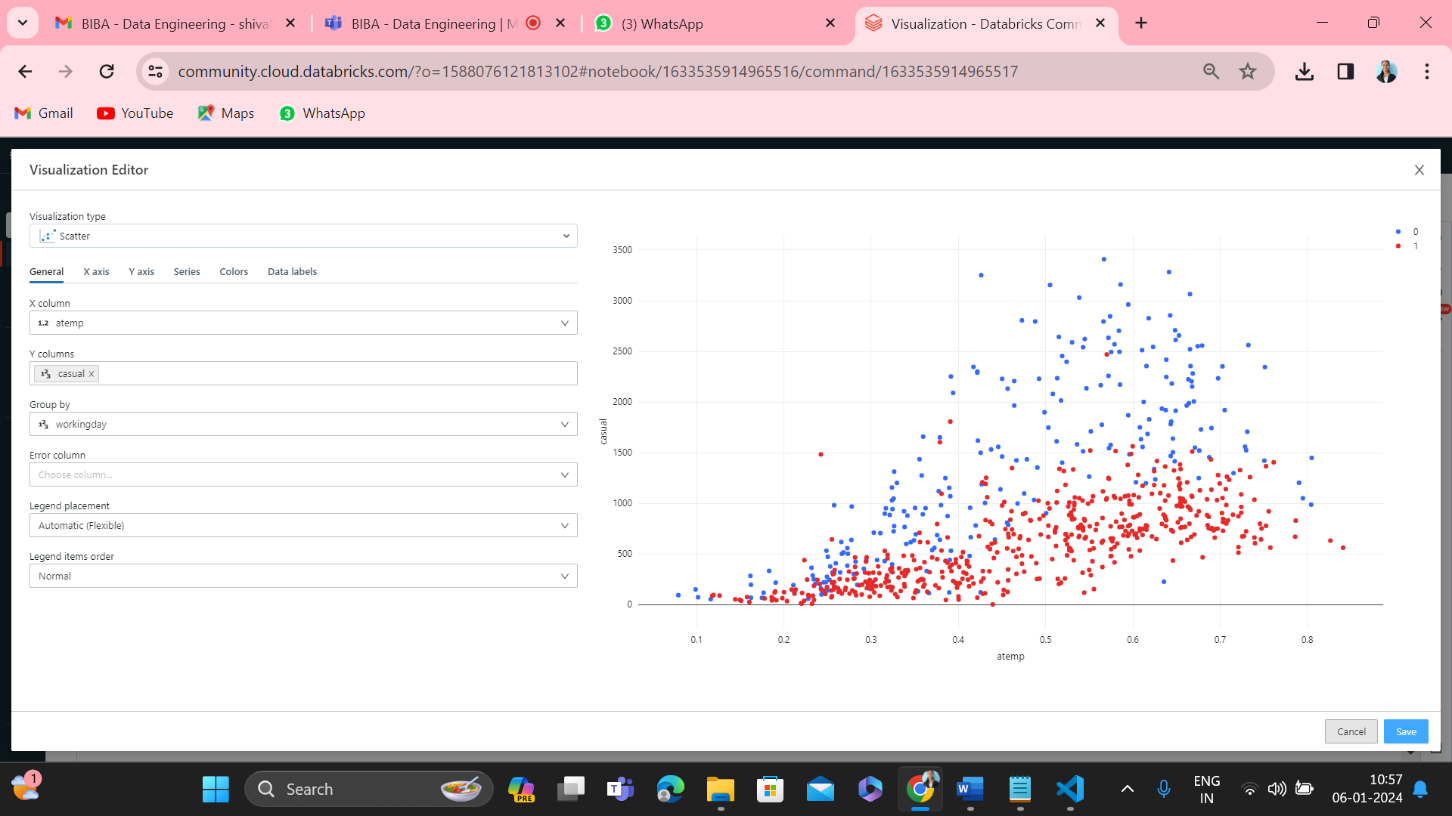 BIBA - Data Engineering - shivai
BIBA - Data Engineering | M
(3) WhatsApp
Visualization - Databricks Comm
community.cloud.databricks.com/?o=1588076121813102#notebook/1633535914965516/command/1633535914965517
Gmail
YouTube
Maps
WhatsApp
Visualization Editor
Visualization type
Scatter
General
X axis
Y axis
Series
Colors
Data labels
X column
1.2 atemp
Y columns
casual
Group by
workingday
Error column
Choose column...
Legend placement
Automatic (Flexible)
Legend items order
Normal
3500
3000
2500
2000
1500
1000
500
0
casual
0.1
0.2
0.3
0.4
0.5
0.6
0.7
0.8
atemp
0
1
Cancel
Save
1
Search
PRE
ENG
IN
10:57
06-01-2024